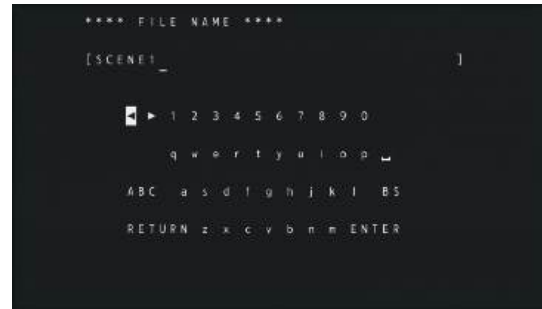 **** FILE NAME ****
[SCENE1_ ]
◄ ► 1 2 3 4 5 6 7 8 9 0
q w e r t y u i o p ␣
ABC a s d f g h j k l BS
RETURN z x c v b n m ENTER